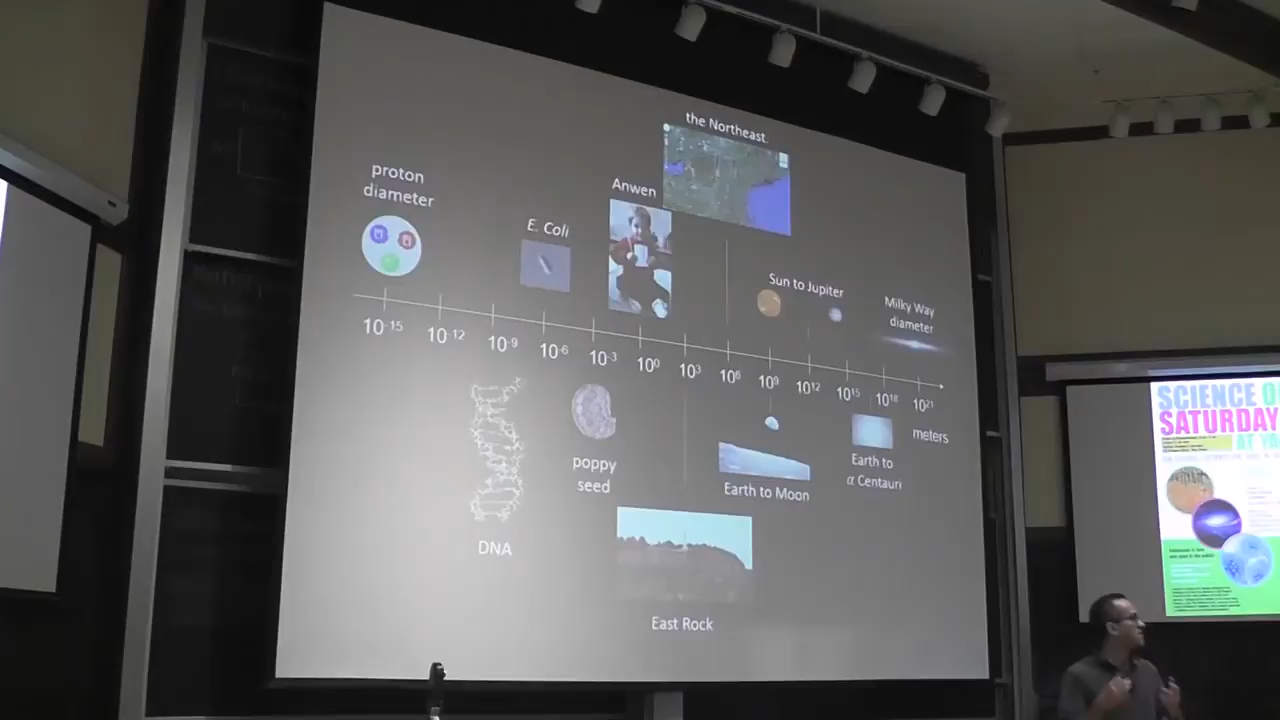 the Northeast
Anwen
proton
diameter
E. Coli
Sun to Jupiter
Milky Way
diameter
10-15 10-12 10-9 10-6 10-3 100 103 106 109 1012 1015 1018 1021
meters
poppy
seed
Earth to Moon
Earth to
α Centauri
DNA
East Rock
SCIENCE O
SATURDAY
AT YA